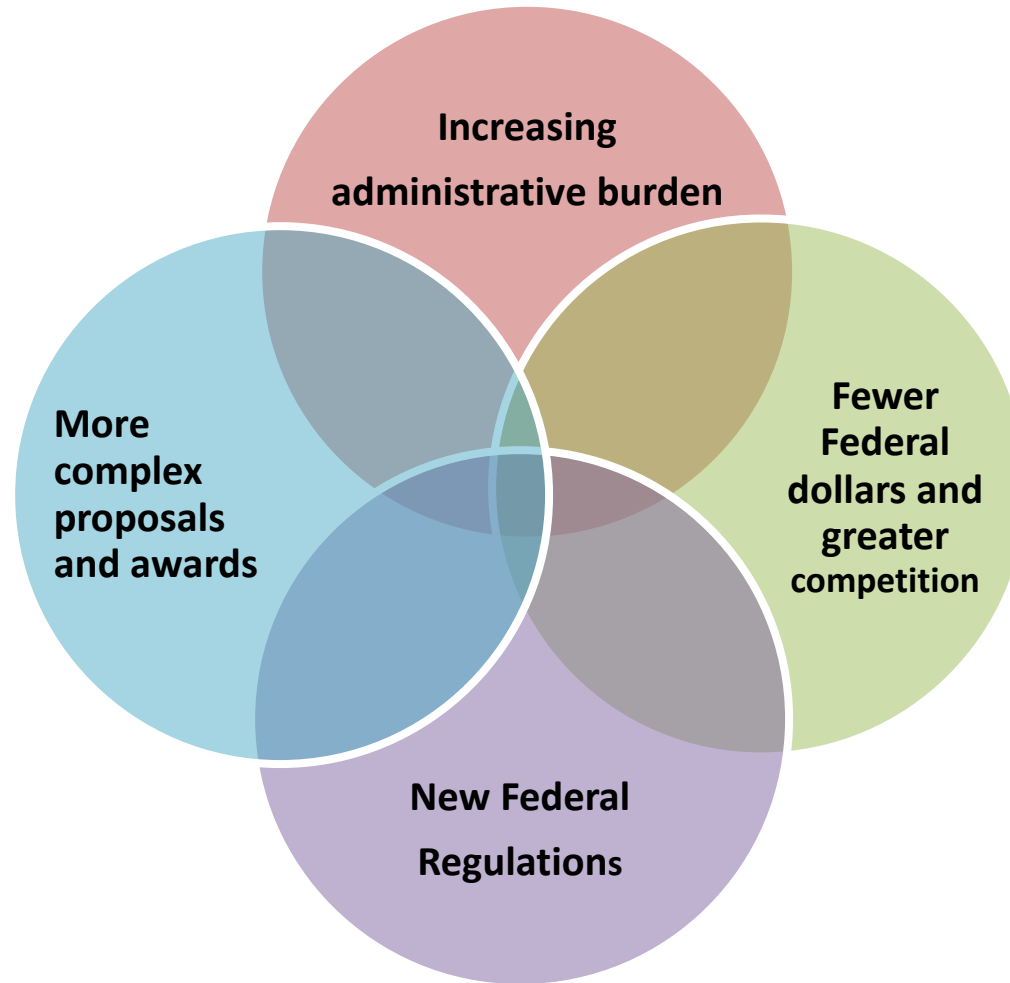 Increasing
administrative burden
More
complex
proposals
and awards
Fewer
Federal
dollars and
greater
competition
New Federal
Regulations